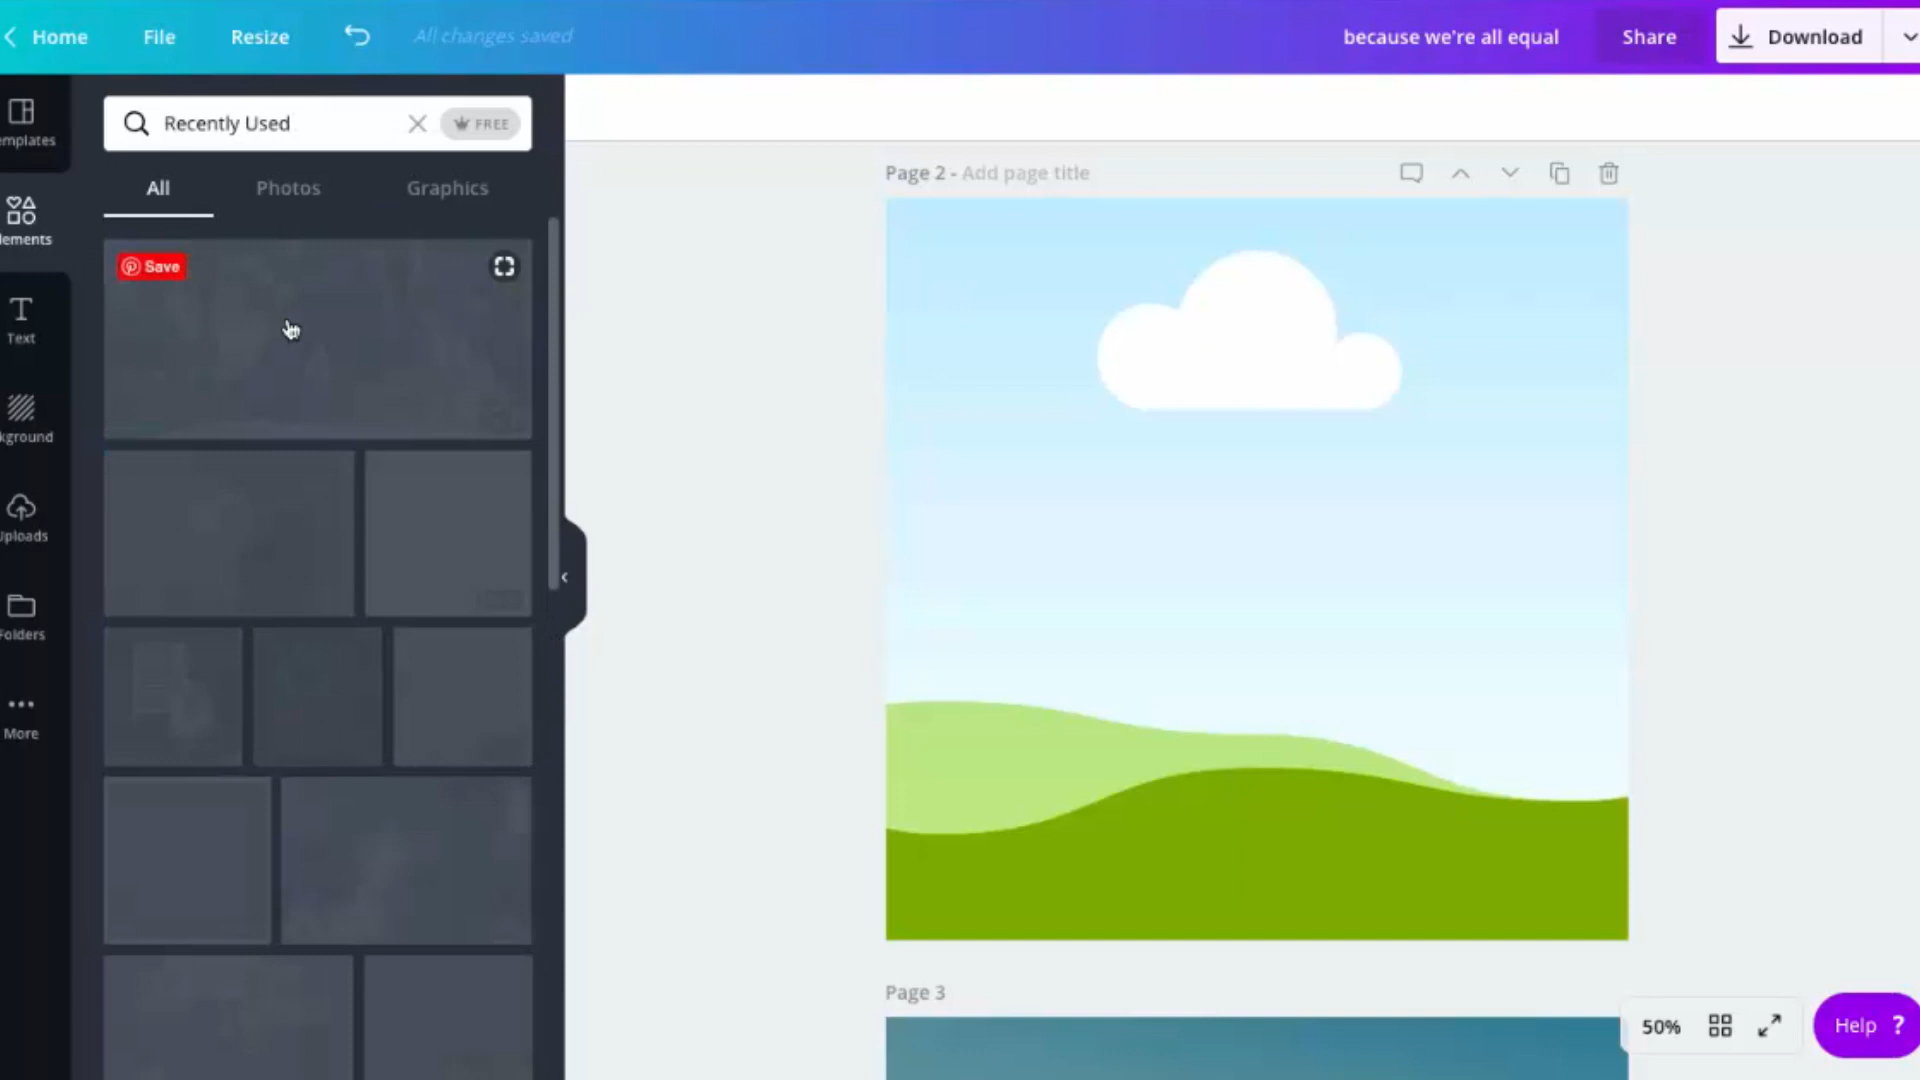 Home File Resize All changes saved because we're all equal Share Download
Recently Used FREE
All Photos Graphics
Save
emplates
lements
Text
kground
Uploads
Folders
More
Page 2 - Add page title
Page 3
50% Help ?